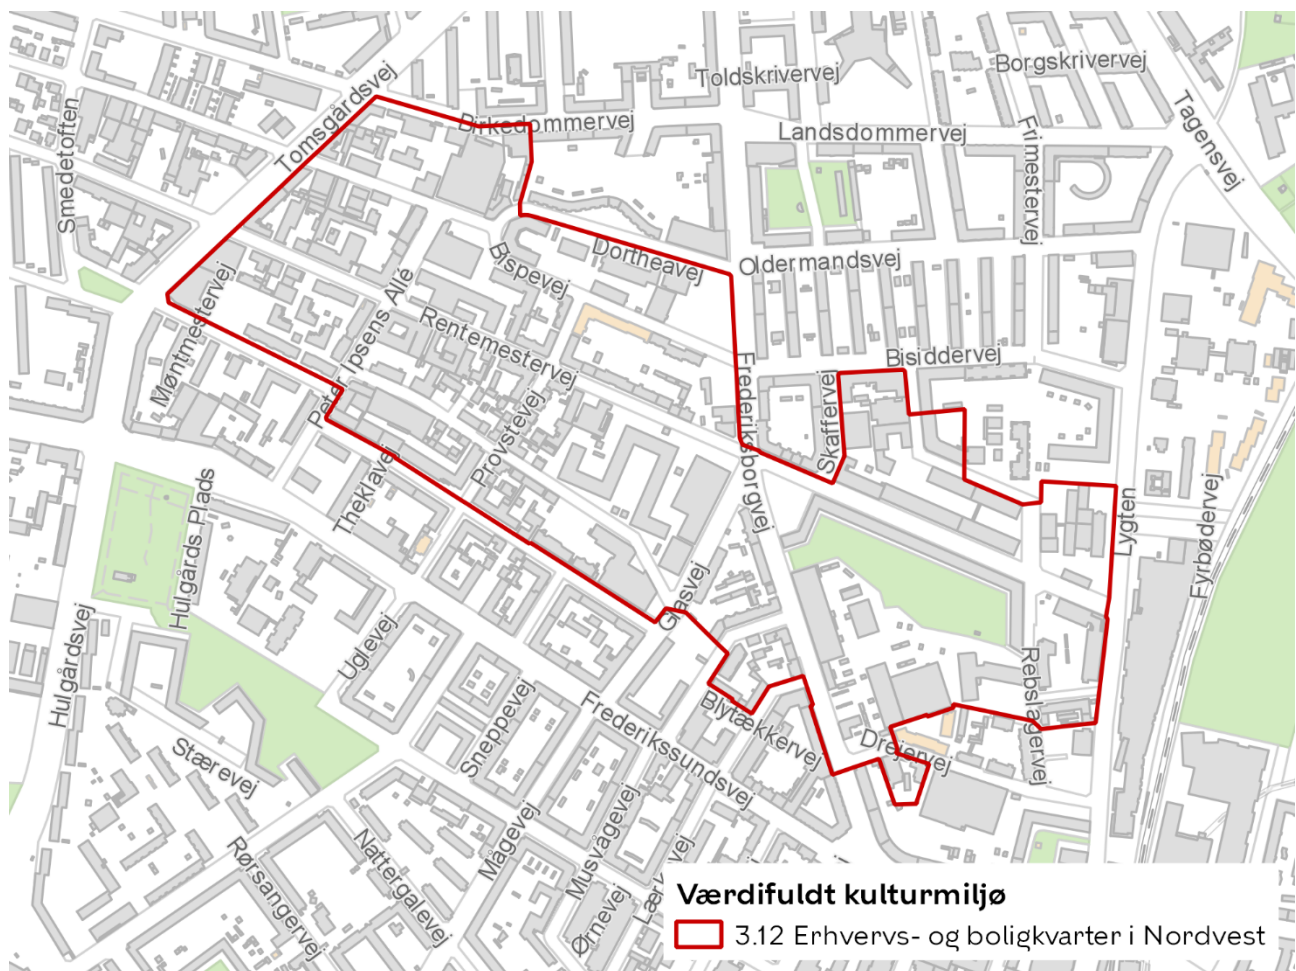 Toldskrivervej
Borgskrivervej
Tomsgårdsvej
Birkedommervej
Landsdommervej
Frimestervej
Tagensvej
Smedetoften
Dortheavej
Oldermandsvej
Bispevej
Møntmestervej
Peter Ipsens Allé
Rentemestervej
Bisiddervej
Frederiksborgvej
Skaffervej
Provstevej
Theklavej
Hulgårds Plads
Lygten
Fyrbødervej
Glasvej
Hulgårdsvej
Uglevej
Rebslagervej
Sneppevej
Frederikssundsvej
Blytækkervej
Drejervej
Stærevej
Mågevej
Musvågevej
Nattergalevej
Rørsangervej
Ørnevej
Værdifuldt kulturmiljø
3.12 Erhvervs- og boligkvarter i Nordvest